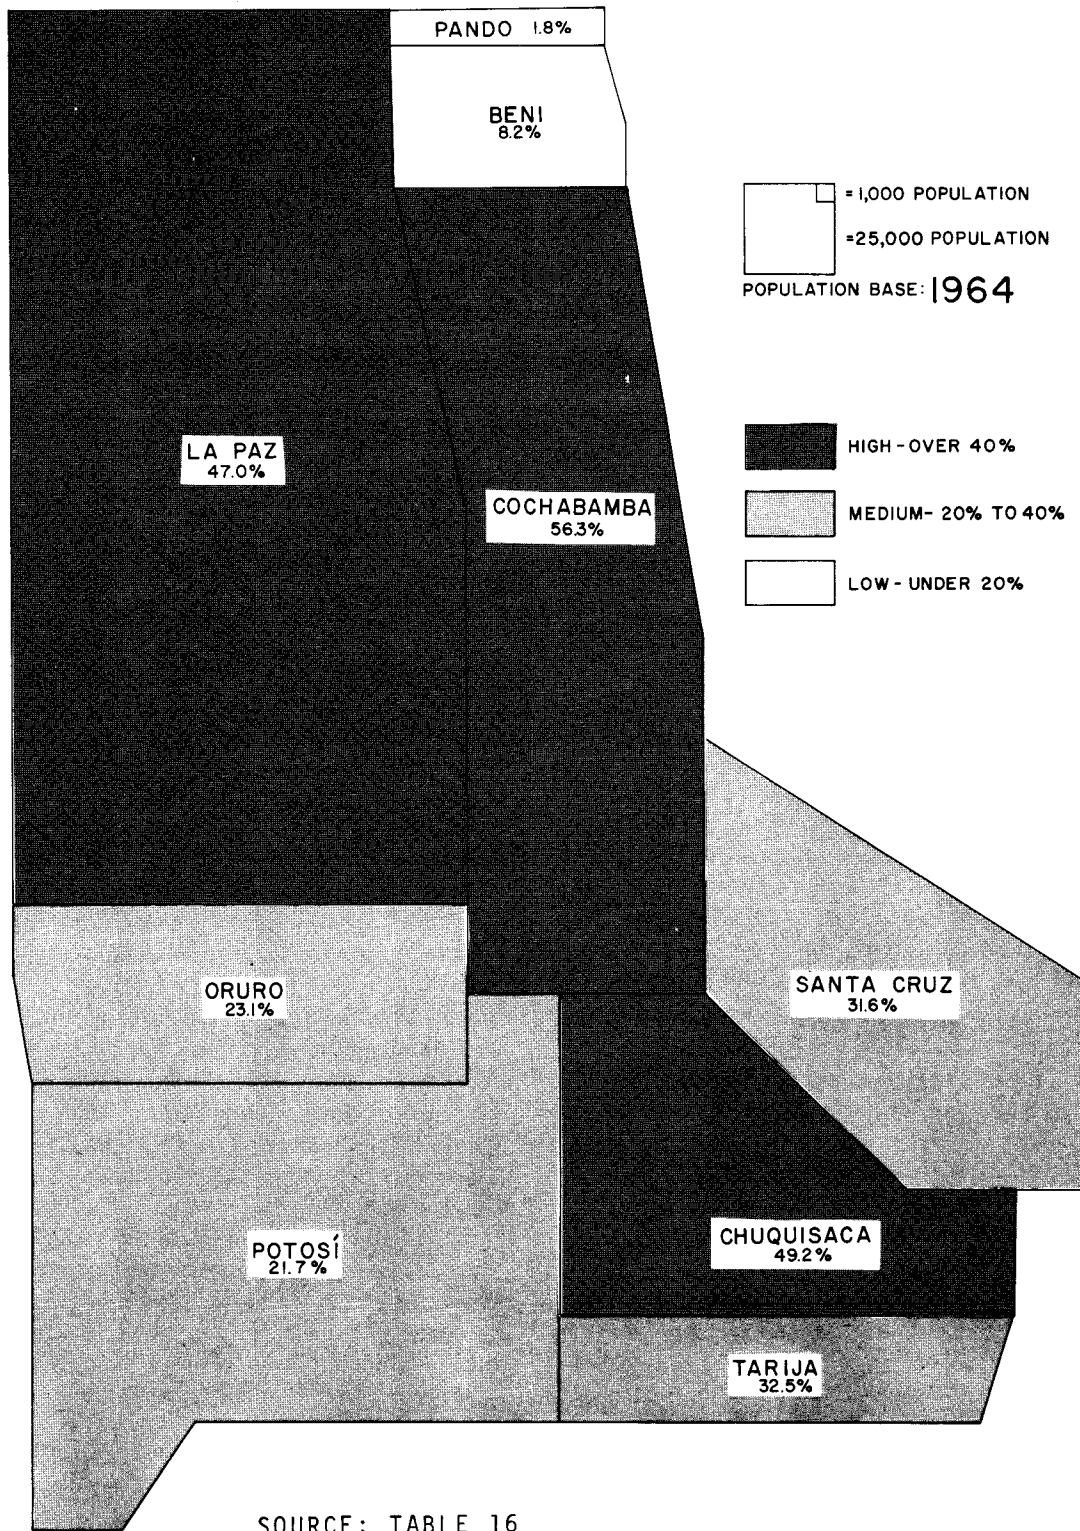 PANDO 1.8%
BENI
8.2%
= 1,000 POPULATION
=25,000 POPULATION
POPULATION BASE: 1964
LA PAZ
47.0%
HIGH-OVER 40%
COCHABAMBA
56.3%
MEDIUM- 20% TO 40%
LOW- UNDER 20%
ORURO
23.1%
SANTA CRUZ
31.6%
POTOSÍ
21.7%
CHUQUISACA
49.2%
TARIJA
32.5%
SOURCE: TABLE 16